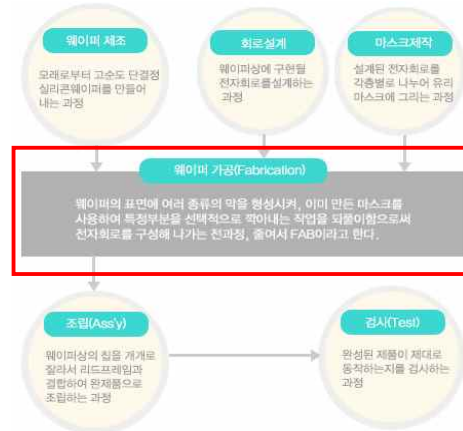 웨이퍼 제조
모래로부터 고순도 단결정
실리콘웨이퍼를 만들어
내는 과정
회로설계
웨이퍼상에 구현될
전자회로를설계하는
과정
마스크제작
설계된 전자회로를
각층별로 나누어 유리
마스크에 그리는 과정
웨이퍼 가공(Fabrication)
웨이퍼의 표면에 여러 종류의 막을 형성시켜, 이미 만든 마스크를
사용하여 특정부분을 선택적으로 깍아내는 작업을 되풀이함으로써
전자회로를 구성해 나가는 전과정, 줄여서 FAB이라고 한다.
조립(Ass'y)
웨이퍼상의 칩을 개개로
잘라서 리드프레임과
결합하여 완제품으로
조립하는 과정
검사(Test)
완성된 제품이 제대로
동작하는지를 검사하는
과정